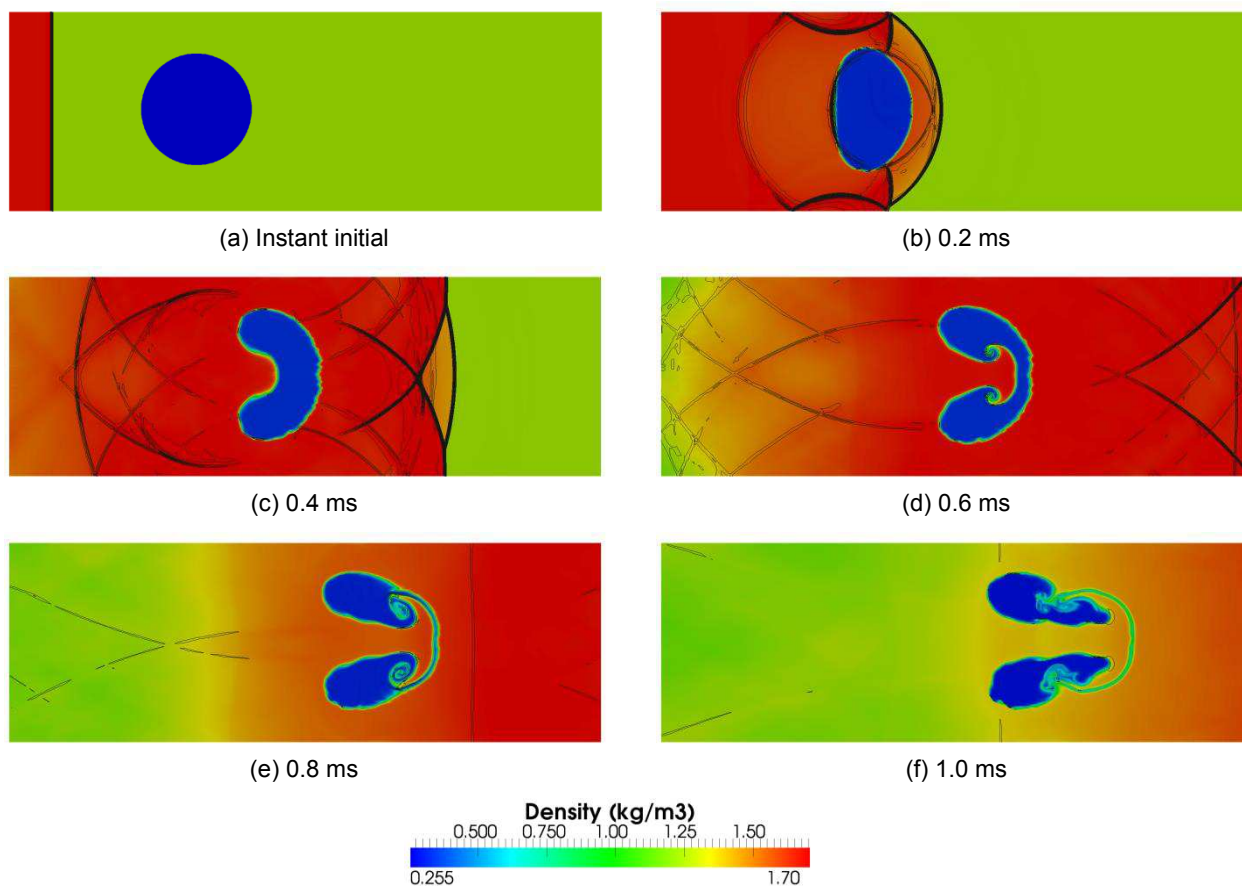 (a) Instant initial
(b) 0.2 ms
(c) 0.4 ms
(d) 0.6 ms
(e) 0.8 ms
(f) 1.0 ms
Density (kg/m3)
0.500 0.750 1.00 1.25 1.50
0.255 1.70